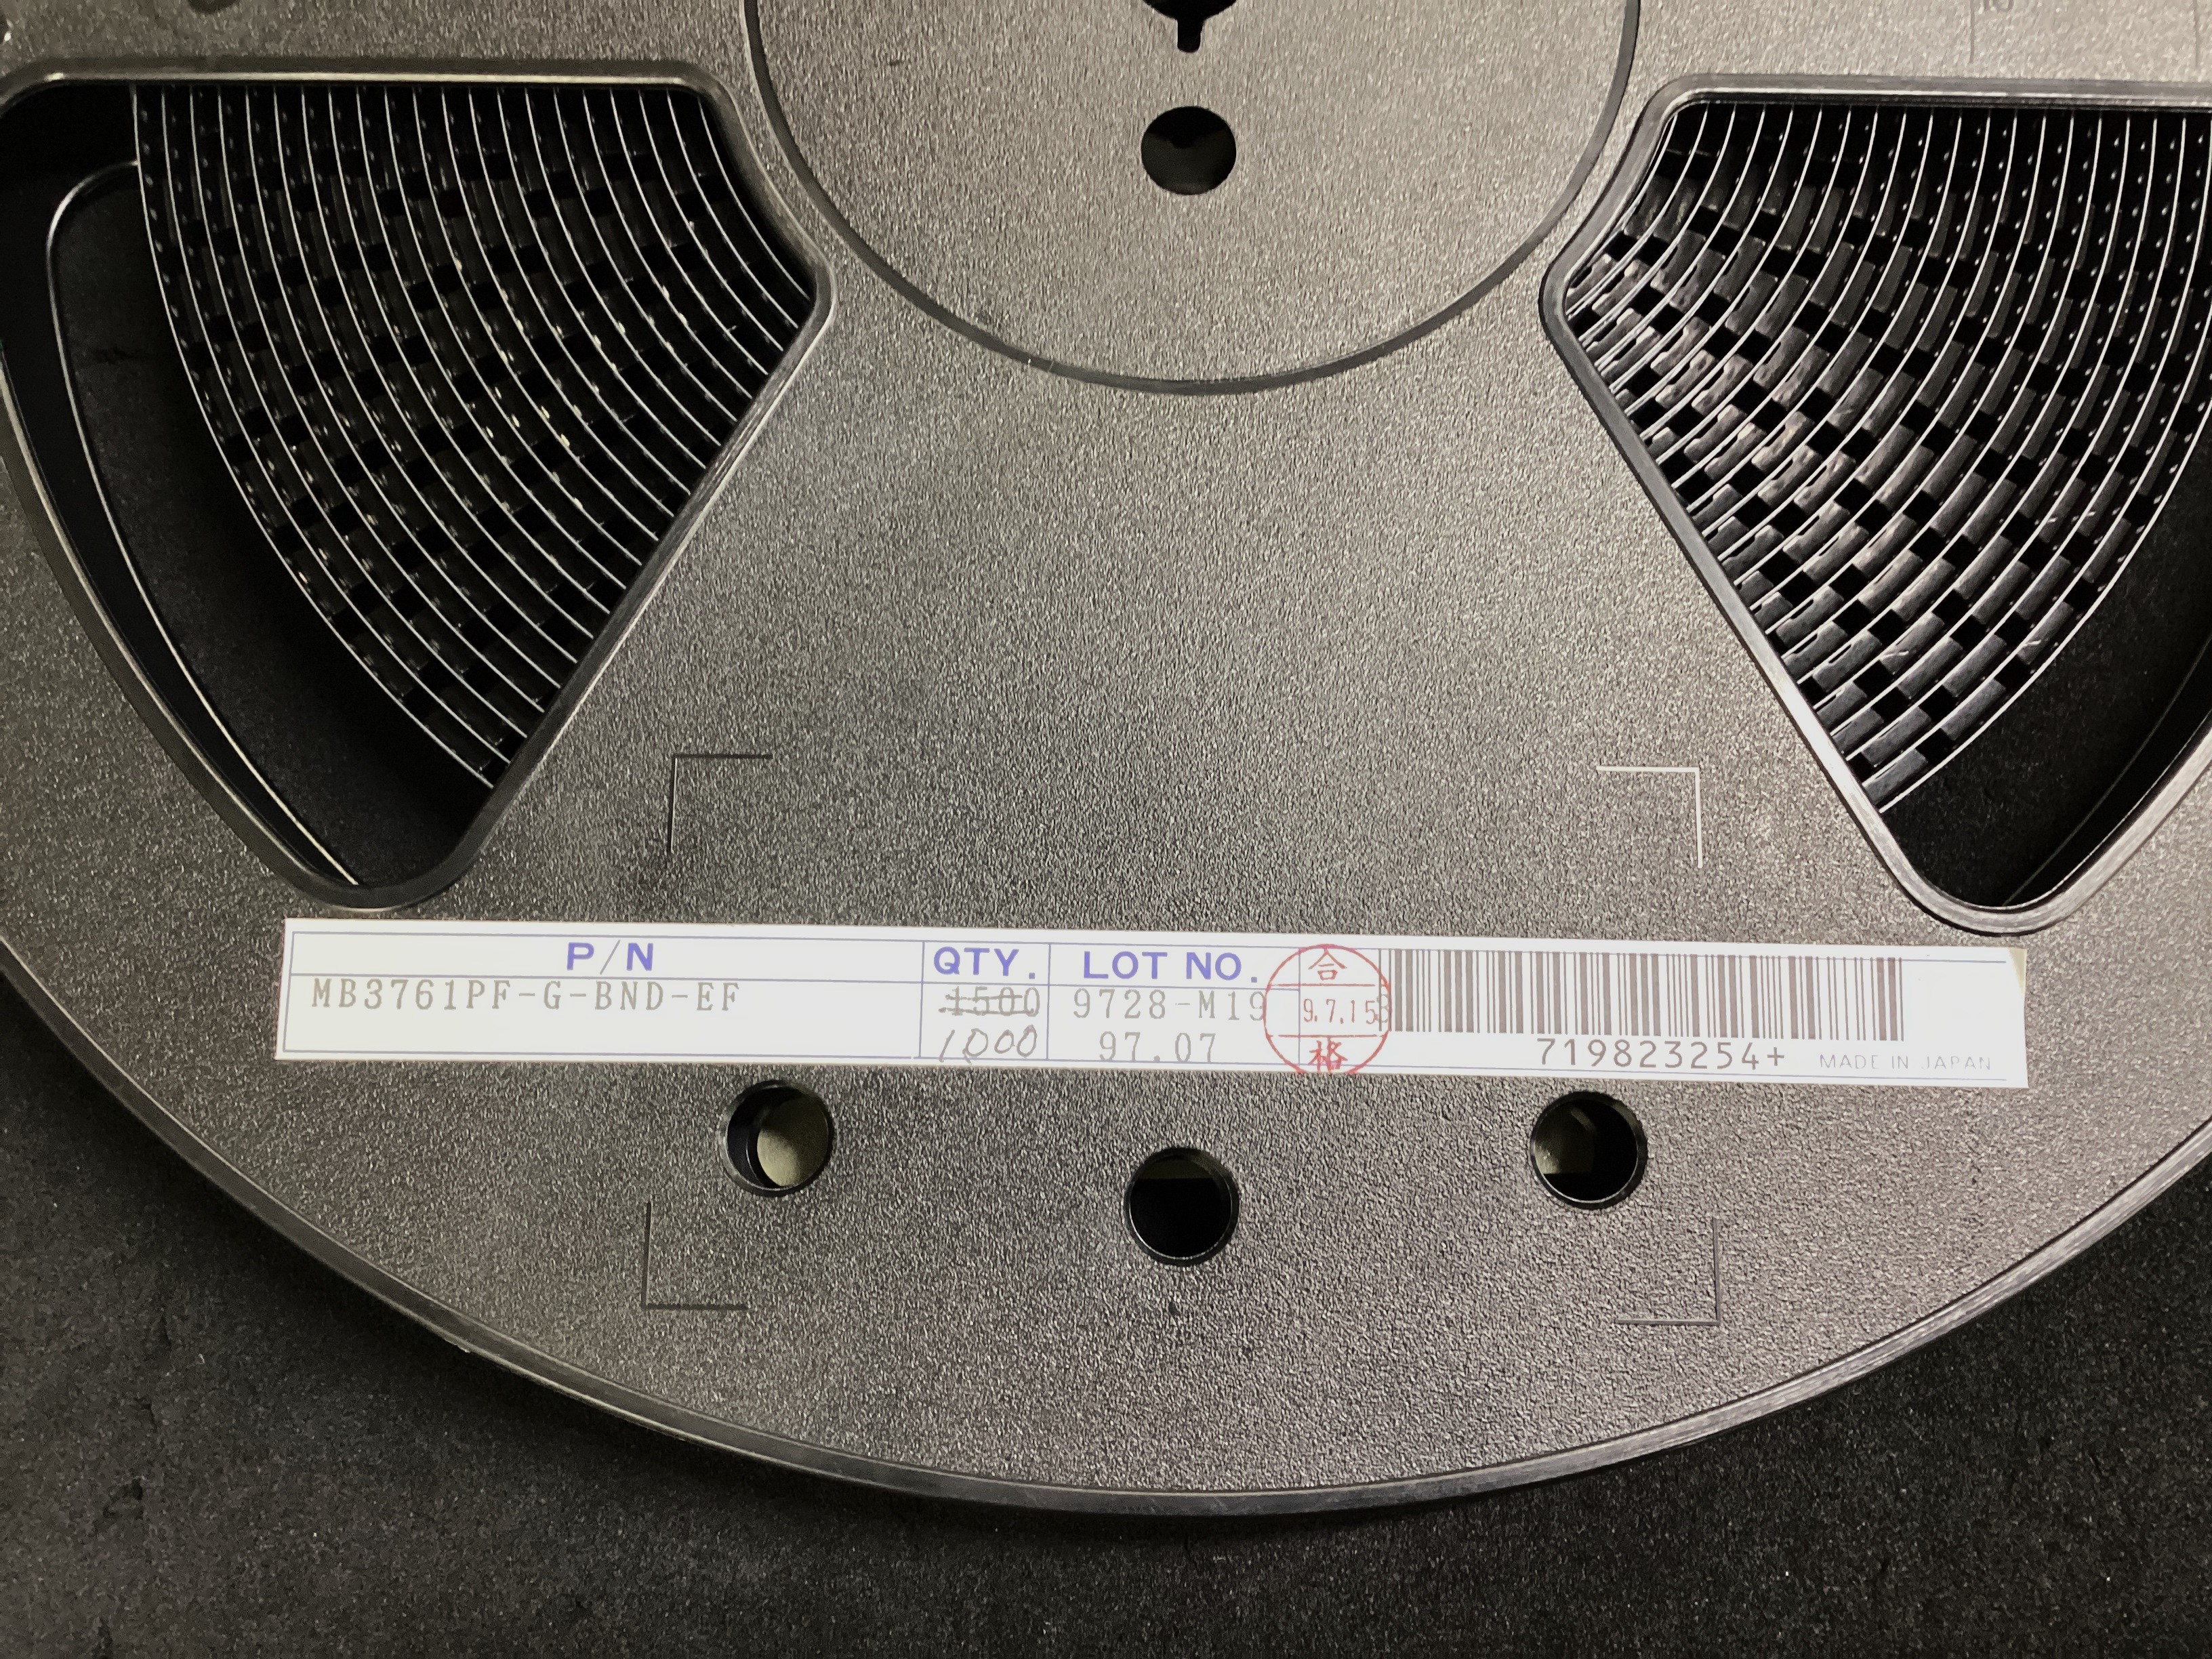 P/N QTY. LOT NO.
MB3761PF-G-BND-EF 1500 9728-M19
1000 97.07
合
9.7.15
格
719823254+ MADE IN JAPAN